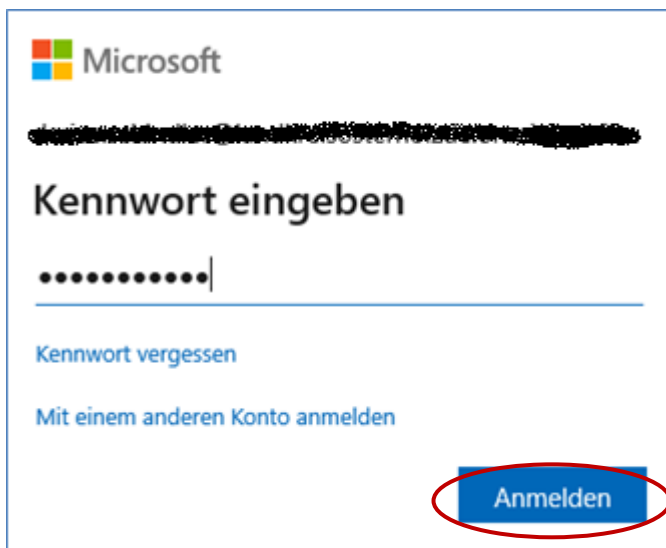 Microsoft
Kennwort eingeben
Kennwort vergessen
Mit einem anderen Konto anmelden
Anmelden